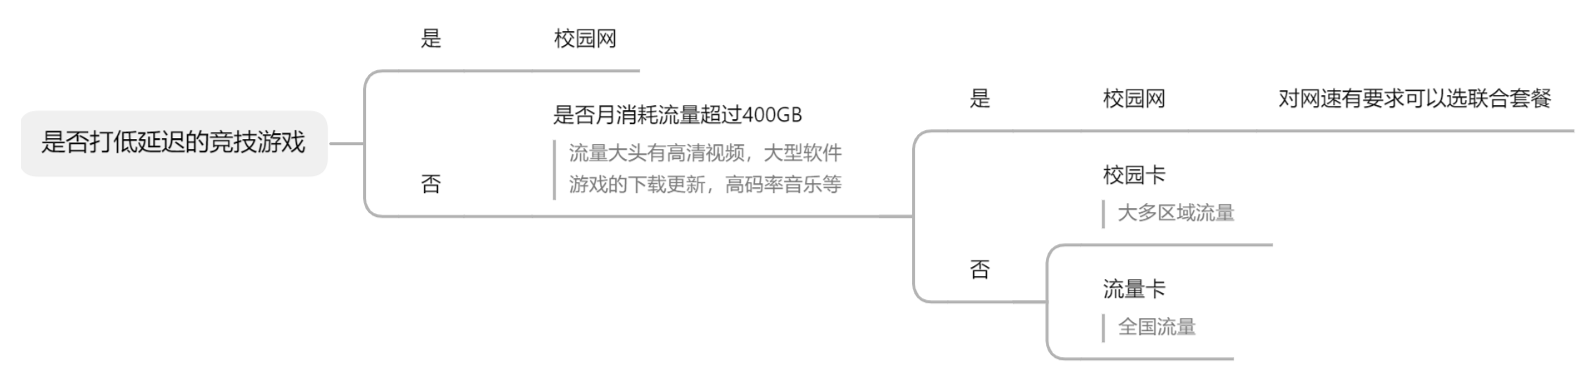 是否打低延迟的竞技游戏
是
校园网
否
是否月消耗流量超过400GB
流量大头有高清视频，大型软件
游戏的下载更新，高码率音乐等
是
校园网
对网速有要求可以选联合套餐
否
校园卡
大多区域流量
流量卡
全国流量